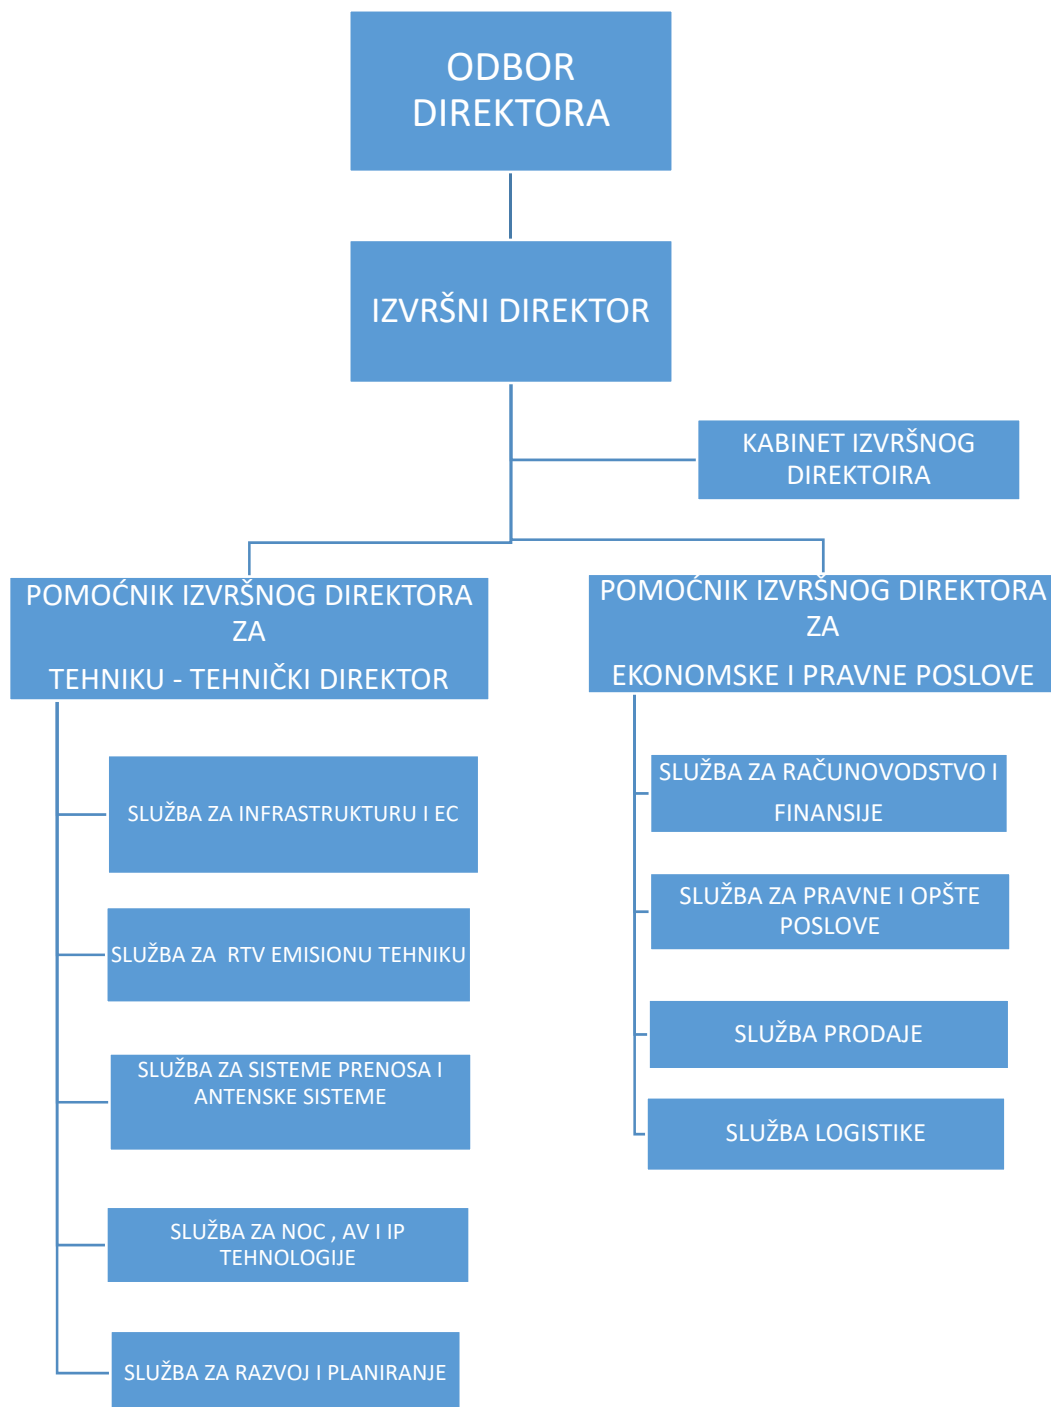 ODBOR
DIREKTORA
IZVRŠNI DIREKTOR
KABINET IZVRŠNOG
DIREKTOIRA
POMOĆNIK IZVRŠNOG DIREKTORA
ZA
TEHNIKU - TEHNIČKI DIREKTOR
SLUŽBA ZA INFRASTRUKTURU I EC
SLUŽBA ZA  RTV EMISIONU TEHNIKU
SLUŽBA ZA SISTEME PRENOSA I
ANTENSKE SISTEME
SLUŽBA ZA NOC , AV I IP
TEHNOLOGIJE
SLUŽBA ZA RAZVOJ I PLANIRANJE
POMOĆNIK IZVRŠNOG DIREKTORA
ZA
EKONOMSKE I PRAVNE POSLOVE
SLUŽBA ZA RAČUNOVODSTVO I
FINANSIJE
SLUŽBA ZA PRAVNE I OPŠTE
POSLOVE
SLUŽBA PRODAJE
SLUŽBA LOGISTIKE